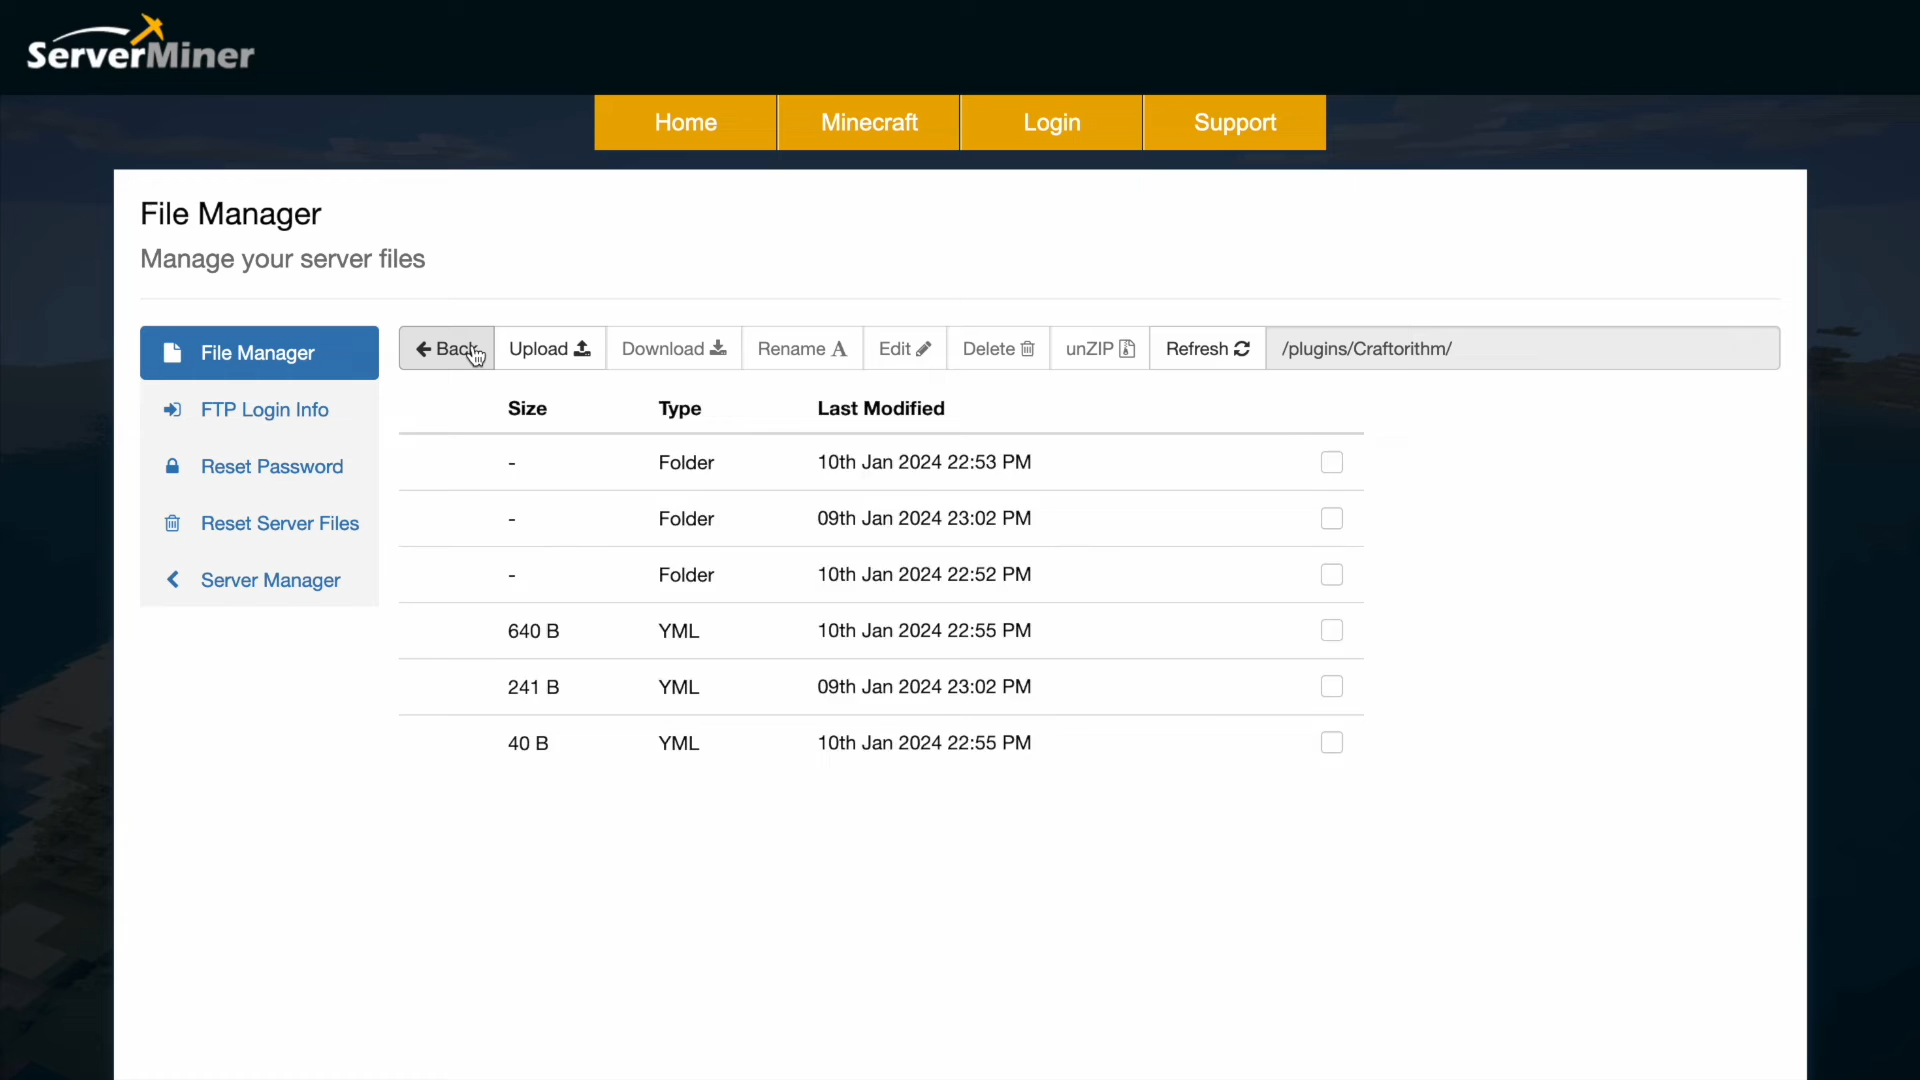 ServerMiner
Home Minecraft Login Support
File Manager
Manage your server files
File Manager
FTP Login Info
Reset Password
Reset Server Files
Server Manager
Back Upload Download Rename Edit Delete unZIP Refresh /plugins/Craftorithm/
Size Type Last Modified
- Folder 10th Jan 2024 22:53 PM
- Folder 09th Jan 2024 23:02 PM
- Folder 10th Jan 2024 22:52 PM
640 B YML 10th Jan 2024 22:55 PM
241 B YML 09th Jan 2024 23:02 PM
40 B YML 10th Jan 2024 22:55 PM